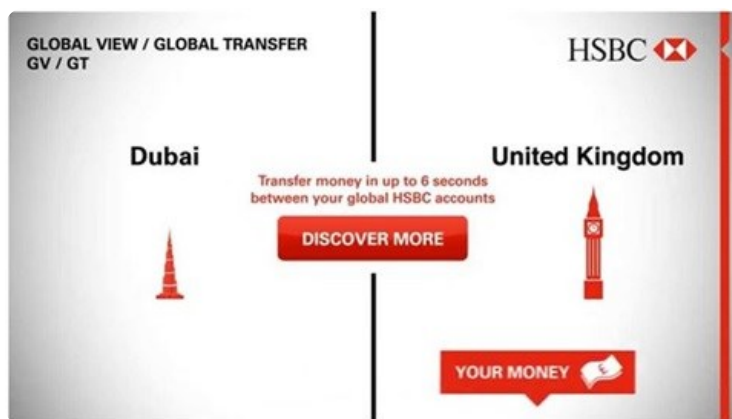 GLOBAL VIEW / GLOBAL TRANSFER
GV / GT
HSBC
Dubai
United Kingdom
Transfer money in up to 6 seconds
between your global HSBC accounts
DISCOVER MORE
YOUR MONEY
£